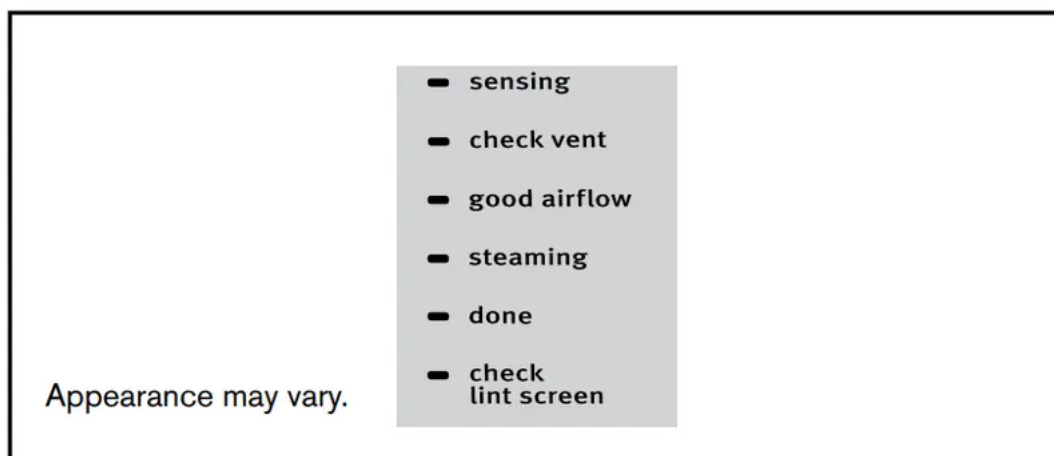 sensing
check vent
good airflow
steaming
done
check
lint screen
Appearance may vary.